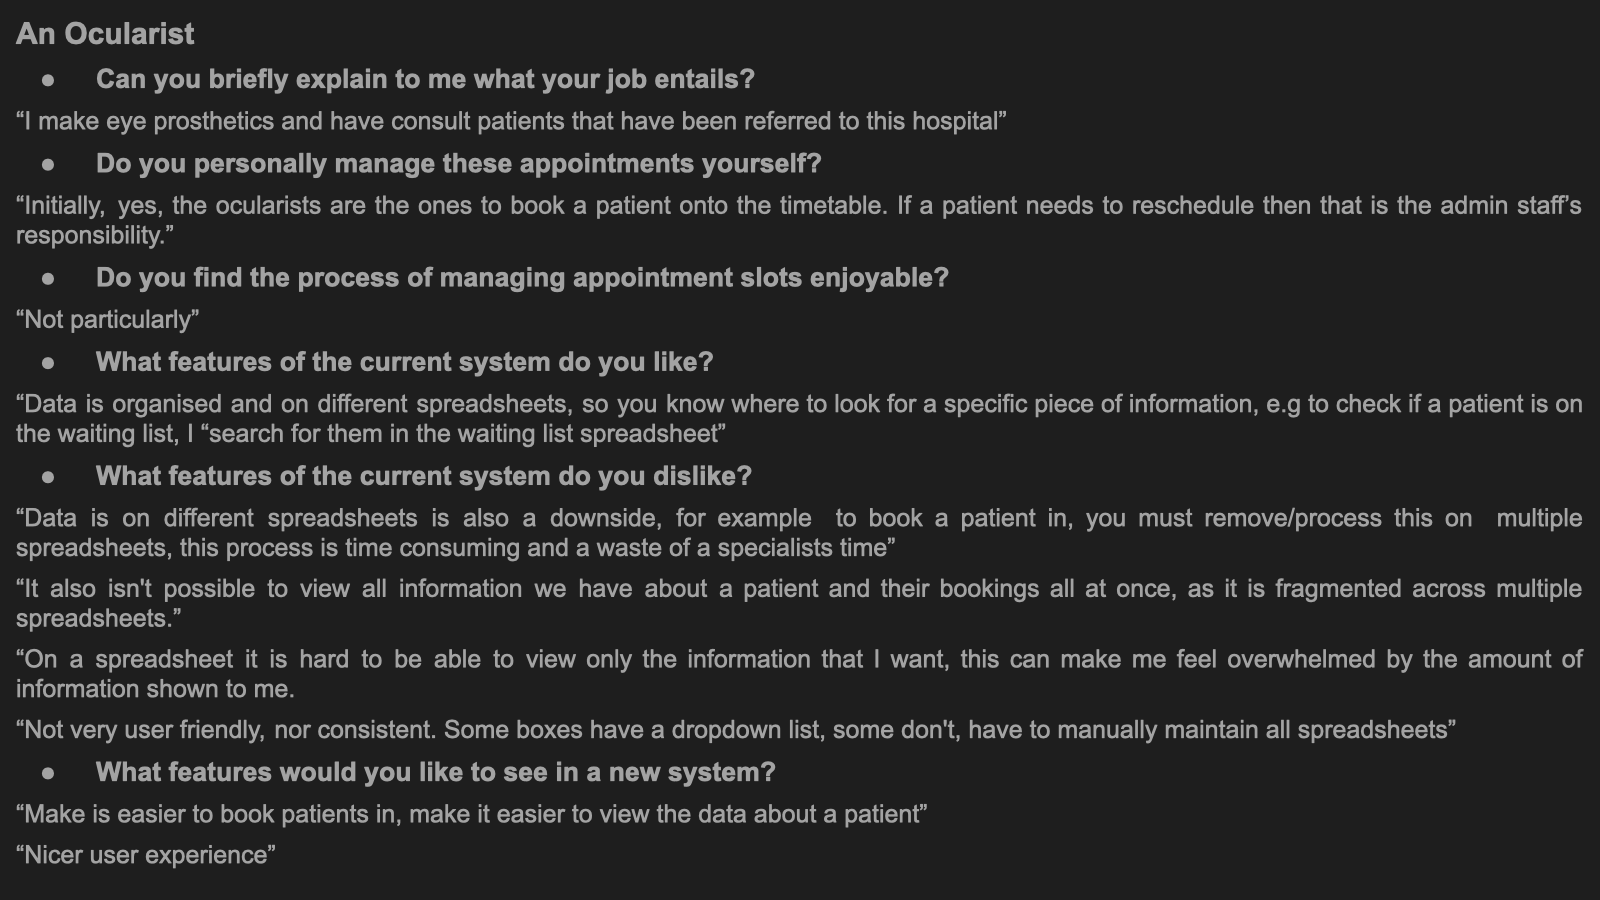 An Ocularist
● Can you briefly explain to me what your job entails?
“I make eye prosthetics and have consult patients that have been referred to this hospital”
● Do you personally manage these appointments yourself?
“Initially, yes, the ocularists are the ones to book a patient onto the timetable. If a patient needs to reschedule then that is the admin staff’s
responsibility.”
● Do you find the process of managing appointment slots enjoyable?
“Not particularly”
● What features of the current system do you like?
“Data is organised and on different spreadsheets, so you know where to look for a specific piece of information, e.g to check if a patient is on
the waiting list, I “search for them in the waiting list spreadsheet”
● What features of the current system do you dislike?
“Data is on different spreadsheets is also a downside, for example to book a patient in, you must remove/process this on multiple
spreadsheets, this process is time consuming and a waste of a specialists time”
“It also isn't possible to view all information we have about a patient and their bookings all at once, as it is fragmented across multiple
spreadsheets.”
“On a spreadsheet it is hard to be able to view only the information that I want, this can make me feel overwhelmed by the amount of
information shown to me.
“Not very user friendly, nor consistent. Some boxes have a dropdown list, some don't, have to manually maintain all spreadsheets”
● What features would you like to see in a new system?
“Make is easier to book patients in, make it easier to view the data about a patient”
“Nicer user experience”